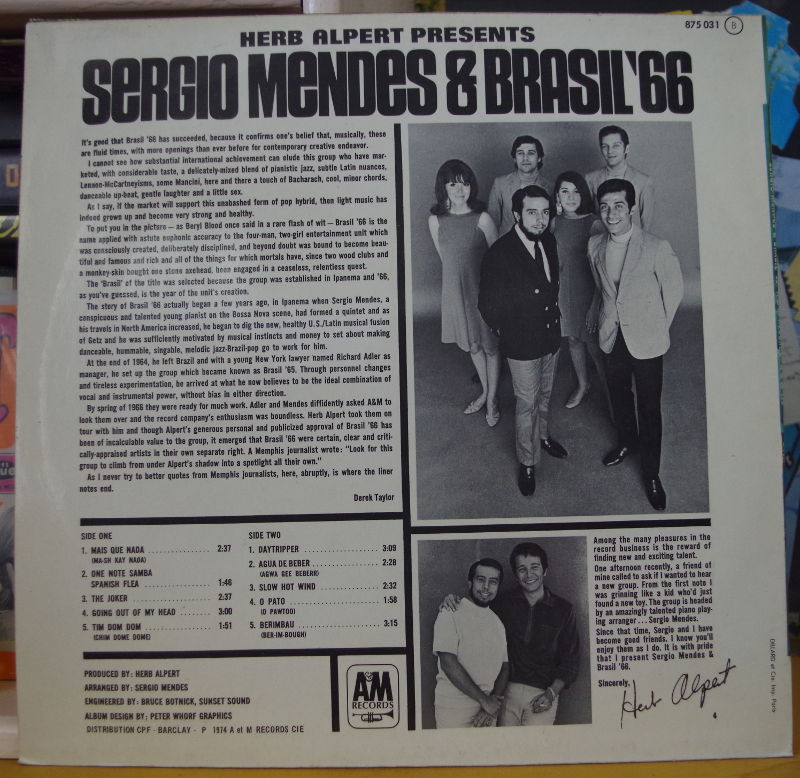 875 031 B
HERB ALPERT PRESENTS
SERGIO MENDES & BRASIL '66
It's good that Brasil '66 has succeeded, because it confirms one's belief that, musically, these
are fluid times, with more openings than ever before for contemporary creative endeavor.
I cannot see how substantial international achievement can elude this group who have mar-
keted, with considerable taste, a delicately-mixed blend of pianistic jazz, subtle Latin nuances,
Lennon-McCartneyisms, some Mancini, here and there a touch of Bacharach, cool, minor chords,
danceable up-beat, gentle laughter and a little sex.
As I say, if the market will support this unabashed form of pop hybrid, then light music has
indeed grown up and become very strong and healthy.
To put you in the picture — as Beryl Blood once said in a rare flash of wit — Brasil '66 is the
name applied with astute euphonic accuracy to the four-man, two-girl entertainment unit which
was consciously created, deliberately disciplined, and beyond doubt was bound to become beau-
tiful and famous and rich and all of the things for which mortals have, since two wood clubs and
a monkey-skin bought one stone axehead, been engaged in a ceaseless, relentless quest.
The 'Brasil' of the title was selected because the group was established in Ipanema and '66,
as you've guessed, is the year of the unit's creation.
The story of Brasil '66 actually began a few years ago, in Ipanema when Sergio Mendes, a
conspicuous and talented young pianist on the Bossa Nova scene, had formed a quintet and as
his travels in North America increased, he began to dig the new, healthy U.S./Latin musical fusion
of Getz and he was sufficiently motivated by musical instincts and money to set about making
danceable, hummable, singable, melodic jazz-Brazil-pop go to work for him.
At the end of 1964, he left Brazil and with a young New York lawyer named Richard Adler as
manager, he set up the group which became known as Brasil '65. Through personnel changes
and tireless experimentation, he arrived at what he now believes to be the ideal combination of
vocal and instrumental power, without bias in either direction.
By spring of 1966 they were ready for much work. Adler and Mendes diffidently asked A&M to
look them over and the record company's enthusiasm was boundless. Herb Alpert took them on
tour with him and though Alpert's generous personal and publicized approval of Brasil '66 has
been of incalculable value to the group, it emerged that Brasil '66 were certain, clear and criti-
cally-appraised artists in their own separate right. A Memphis journalist wrote: "Look for this
group to climb from under Alpert's shadow into a spotlight all their own."
As I never try to better quotes from Memphis journalists, here, abruptly, is where the liner
notes end.
Derek Taylor
SIDE ONE
1. MAIS QUE NADA .................. 2:37
(MA-SH KAY NADA)
2. ONE NOTE SAMBA
SPANISH FLEA .................. 1:46
3. THE JOKER .................. 2:37
4. GOING OUT OF MY HEAD .......... 3:00
5. TIM DOM DOM .................. 1:51
(CHIM DOME DOME)
SIDE TWO
1. DAYTRIPPER .................. 3:09
2. AGUA DE BEBER .................. 2:28
(AGWA GEE BEBERR)
3. SLOW HOT WIND .................. 2:32
4. O PATO .................. 1:58
(O PAWTOO)
5. BERIMBAU .................. 3:15
(BER-IM-BOUGH)
PRODUCED BY: HERB ALPERT
ARRANGED BY: SERGIO MENDES
ENGINEERED BY: BRUCE BOTNICK, SUNSET SOUND
ALBUM DESIGN BY: PETER WHORF GRAPHICS
DISTRIBUTION CPF - BARCLAY - P 1974 A et M RECORDS CIE
A&M
RECORDS
Among the many pleasures in the
record business is the reward of
finding new and exciting talent.
One afternoon recently, a friend of
mine called to ask if I wanted to hear
a new group. From the first note I
was grinning like a kid who'd just
found a new toy. The group is headed
by an amazingly talented piano play-
ing arranger ... Sergio Mendes.
Since that time, Sergio and I have
become good friends. I know you'll
enjoy them as I do. It is with pride
that I present Sergio Mendes &
Brasil '66.
Sincerely,
Herb Alpert